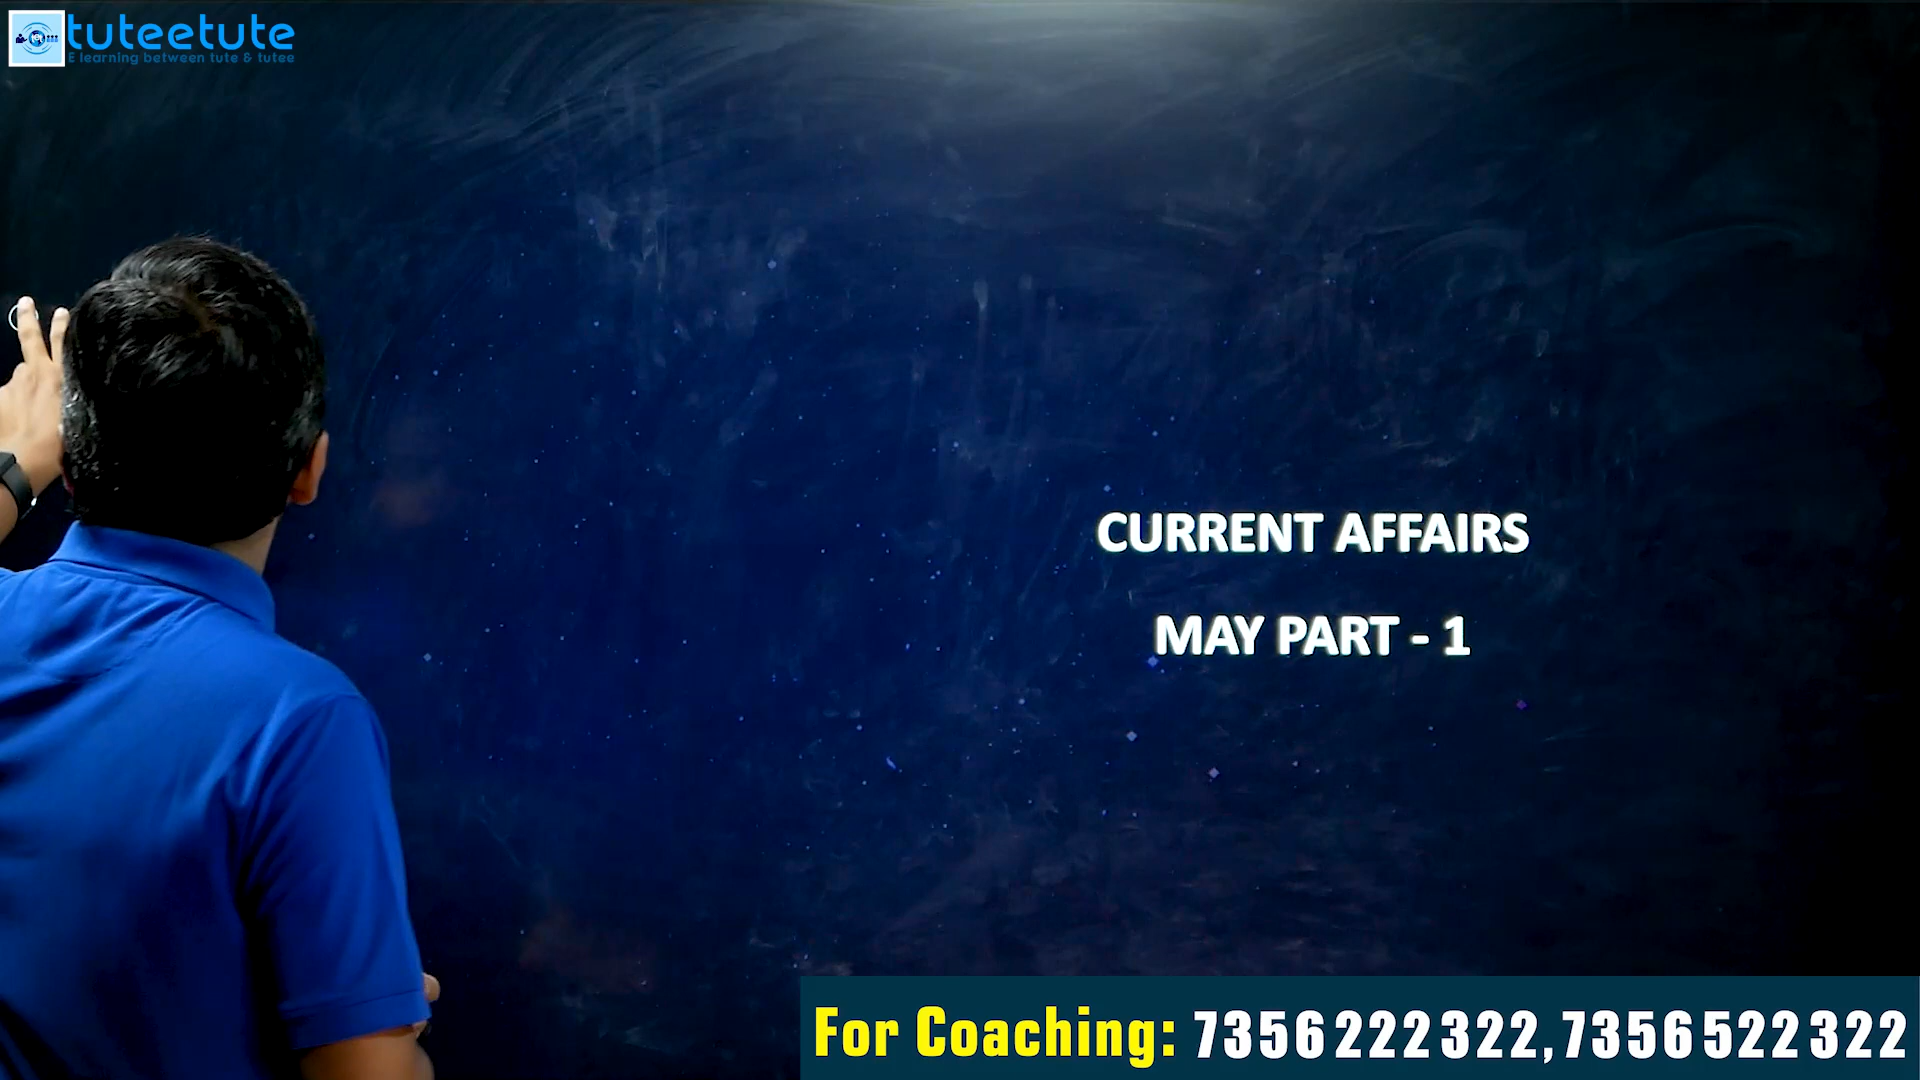 tuteetute
E learning between tute & tutee
CURRENT AFFAIRS
MAY PART - 1
For Coaching: 7356222322, 7356522322